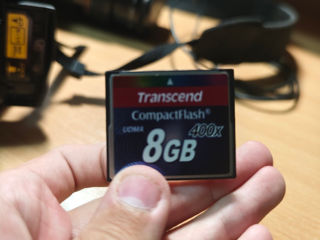 Transcend
CompactFlash®
UDMA 400x
8GB